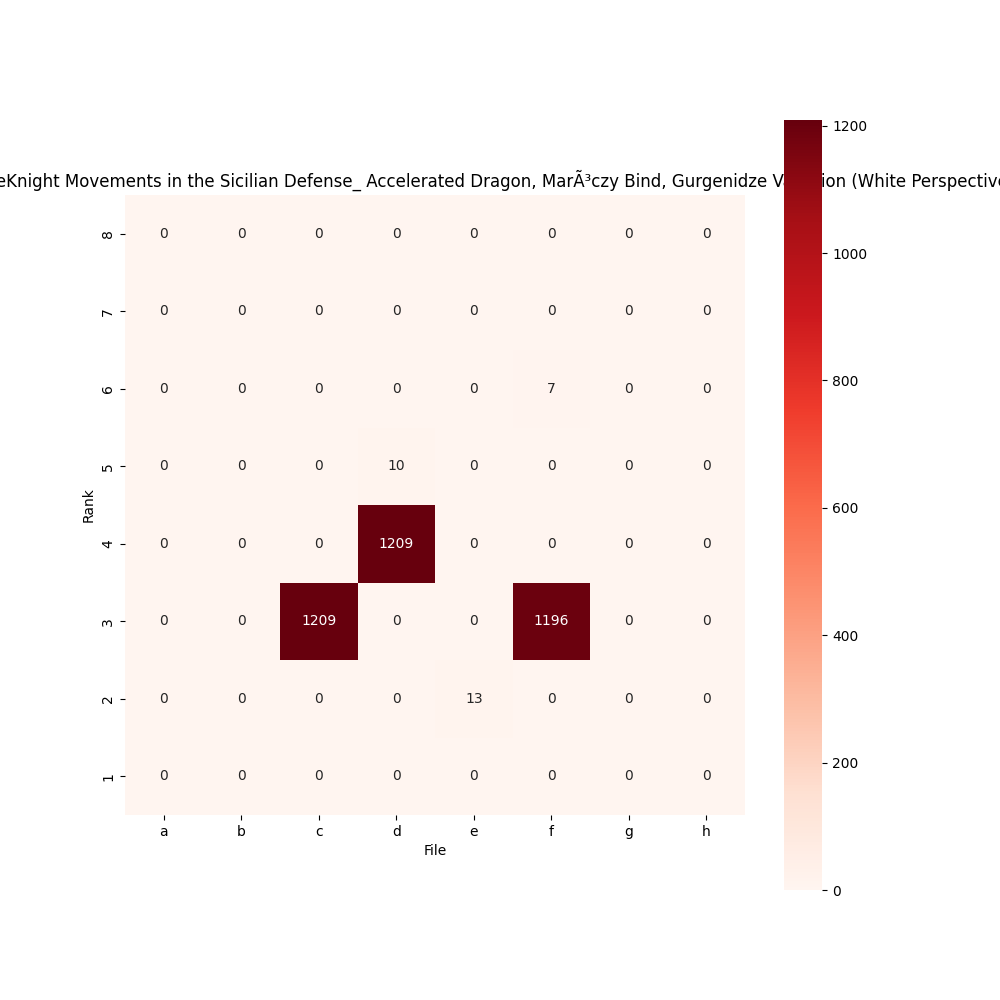 eKnight Movements in the Sicilian Defense_ Accelerated Dragon, MarÃ³czy Bind, Gurgenidze V ion (White Perspective
8 0 0 0 0 0 0 0 0
7 0 0 0 0 0 0 0 0
6 0 0 0 0 0 7 0 0
5 0 0 0 10 0 0 0 0
4 0 0 0 1209 0 0 0 0
3 0 0 1209 0 0 1196 0 0
2 0 0 0 0 13 0 0 0
1 0 0 0 0 0 0 0 0
a b c d e f g h
File
Rank
1200
1000
800
600
400
200
0